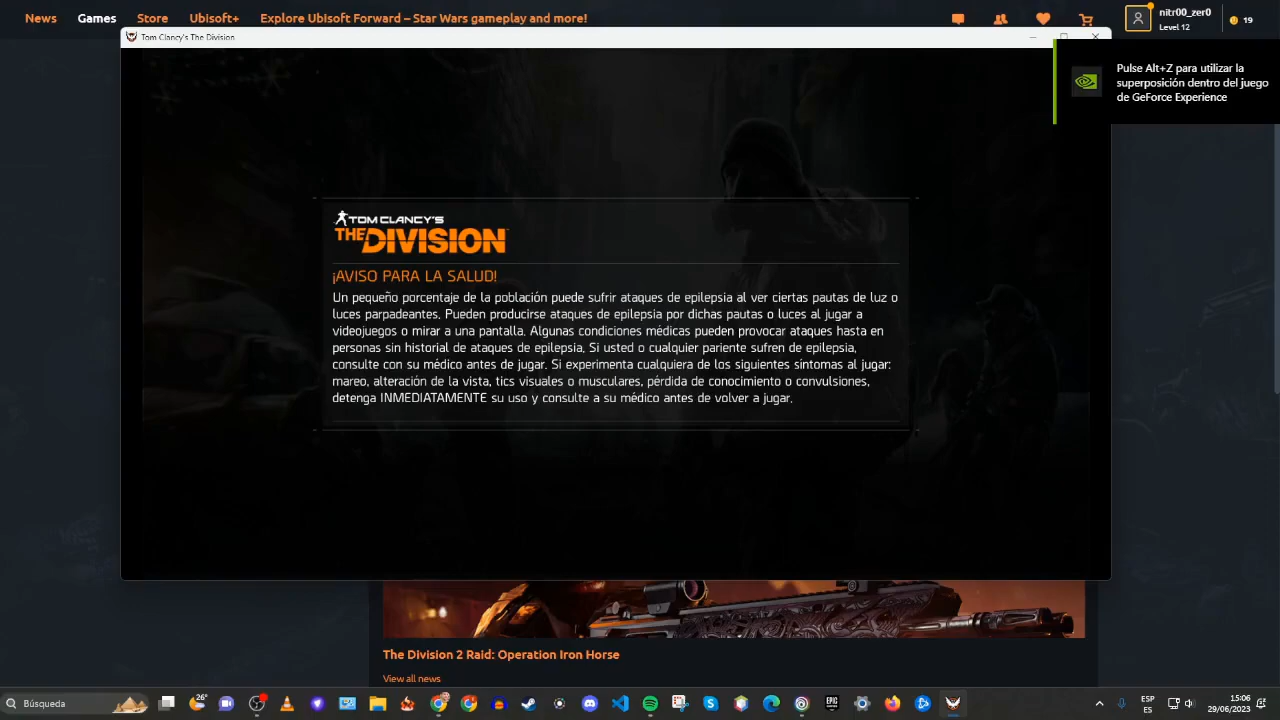 News Games Store Ubisoft+ Explore Ubisoft Forward – Star Wars gameplay and more!
nitr00_zer0
Level 12
19
Tom Clancy's The Division
Pulse Alt+Z para utilizar la
superposición dentro del juego
de GeForce Experience
TOM CLANCY'S
THE DIVISION
¡AVISO PARA LA SALUD!
Un pequeño porcentaje de la población puede sufrir ataques de epilepsia al ver ciertas pautas de luz o
luces parpadeantes. Pueden producirse ataques de epilepsia por dichas pautas o luces al jugar a
videojuegos o mirar a una pantalla. Algunas condiciones médicas pueden provocar ataques hasta en
personas sin historial de ataques de epilepsia. Si usted o cualquier pariente sufren de epilepsia,
consulte con su médico antes de jugar. Si experimenta cualquiera de los siguientes síntomas al jugar:
mareo, alteración de la vista, tics visuales o musculares, pérdida de conocimiento o convulsiones,
detenga INMEDIATAMENTE su uso y consulte a su médico antes de volver a jugar.
The Division 2 Raid: Operation Iron Horse
View all news
Búsqueda
26°
EPIC
ESP
ES
15:06
29/06/2023